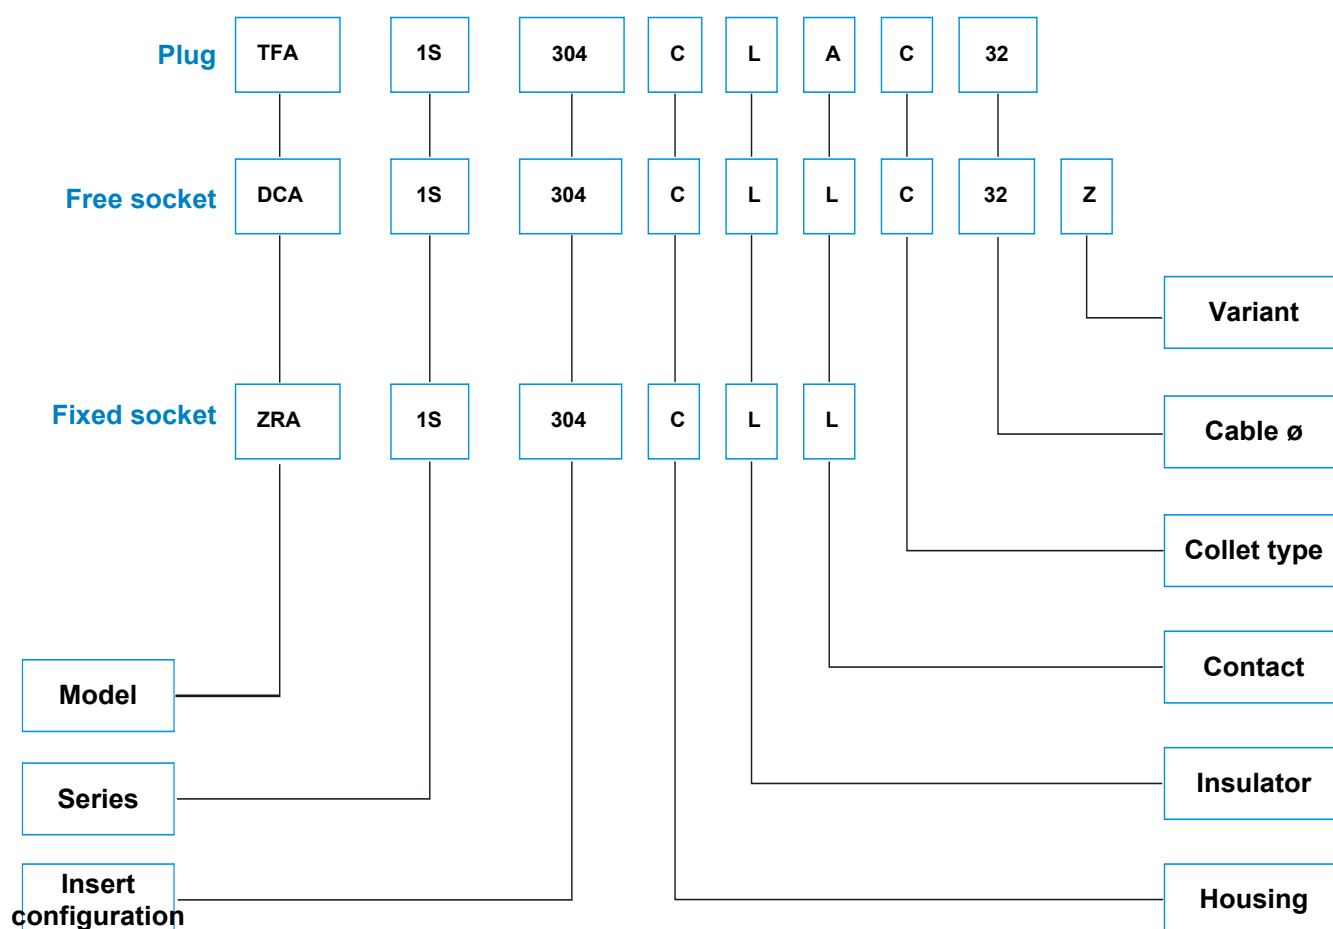 Plug TFA 1S 304 C L A C 32
Free socket DCA 1S 304 C L L C 32 Z
Variant
Fixed socket ZRA 1S 304 C L L
Cable ø
Collet type
Model
Contact
Series
Insulator
Insert
configuration
Housing